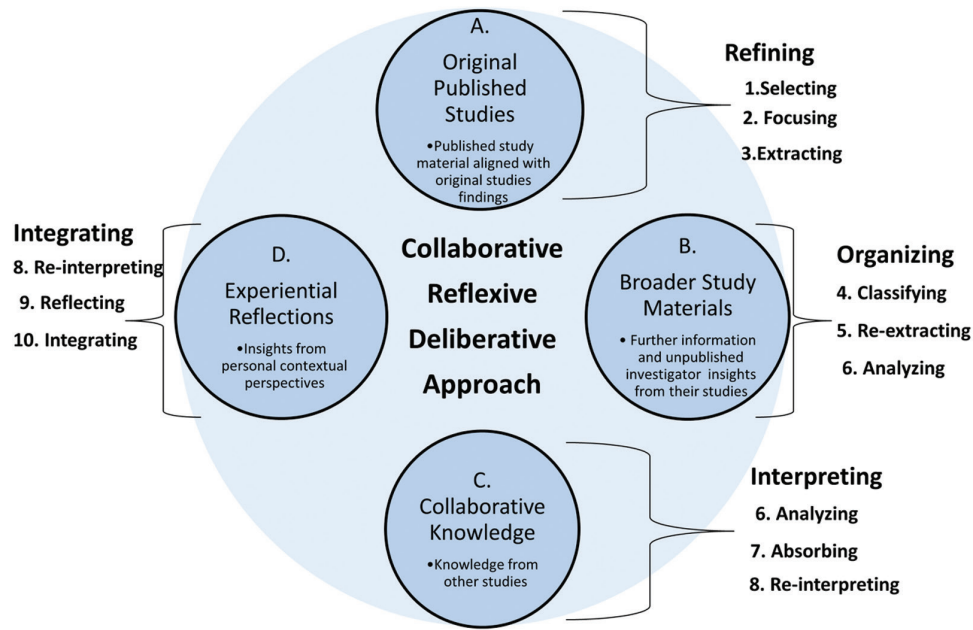 A.
Original
Published
Studies
•Published study
material aligned with
original studies
findings
Refining
1.Selecting
2. Focusing
3.Extracting
B.
Broader Study
Materials
• Further information
and unpublished
investigator insights
from their studies
Organizing
4. Classifying
5. Re-extracting
6. Analyzing
C.
Collaborative
Knowledge
•Knowledge from
other studies
Interpreting
6. Analyzing
7. Absorbing
8. Re-interpreting
D.
Experiential
Reflections
•Insights from
personal contextual
perspectives
Integrating
8. Re-interpreting
9. Reflecting
10. Integrating
Collaborative
Reflexive
Deliberative
Approach